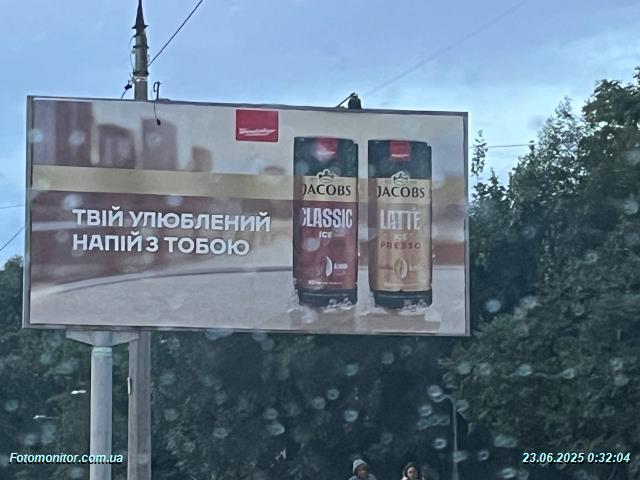 ТВІЙ УЛЮБЛЕНИЙ
НАПІЙ З ТОБОЮ
JACOBS
CLASSIC
ICE
JACOBS
LATTE
ICE
PRESSO
Fotomonitor.com.ua
23.06.2025 0:32:04